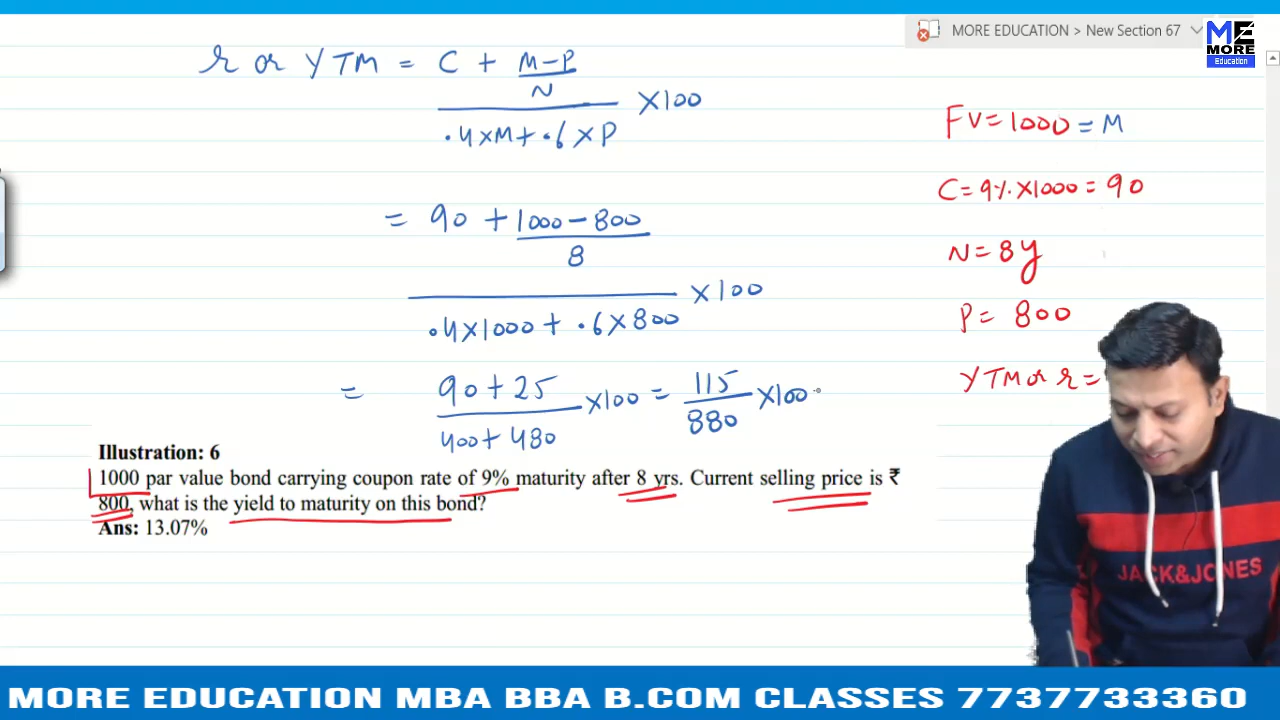 MORE EDUCATION > New Section 67
ME
MORE
Education
r or YTM = C + M-P
N
.4xM+.6xP
X100
= 90 + 1000-800
8
.4x1000 + .6x800
X100
= 90+25
400+480
X100 = 115
880
X100
FV=1000 = M
C=9%x1000=90
N=8y
P= 800
YTM or r =
Illustration: 6
1000 par value bond carrying coupon rate of 9% maturity after 8 yrs. Current selling price is ₹
800, what is the yield to maturity on this bond?
Ans: 13.07%
JACK&JONES
MORE EDUCATION MBA BBA B.COM CLASSES 7737733360